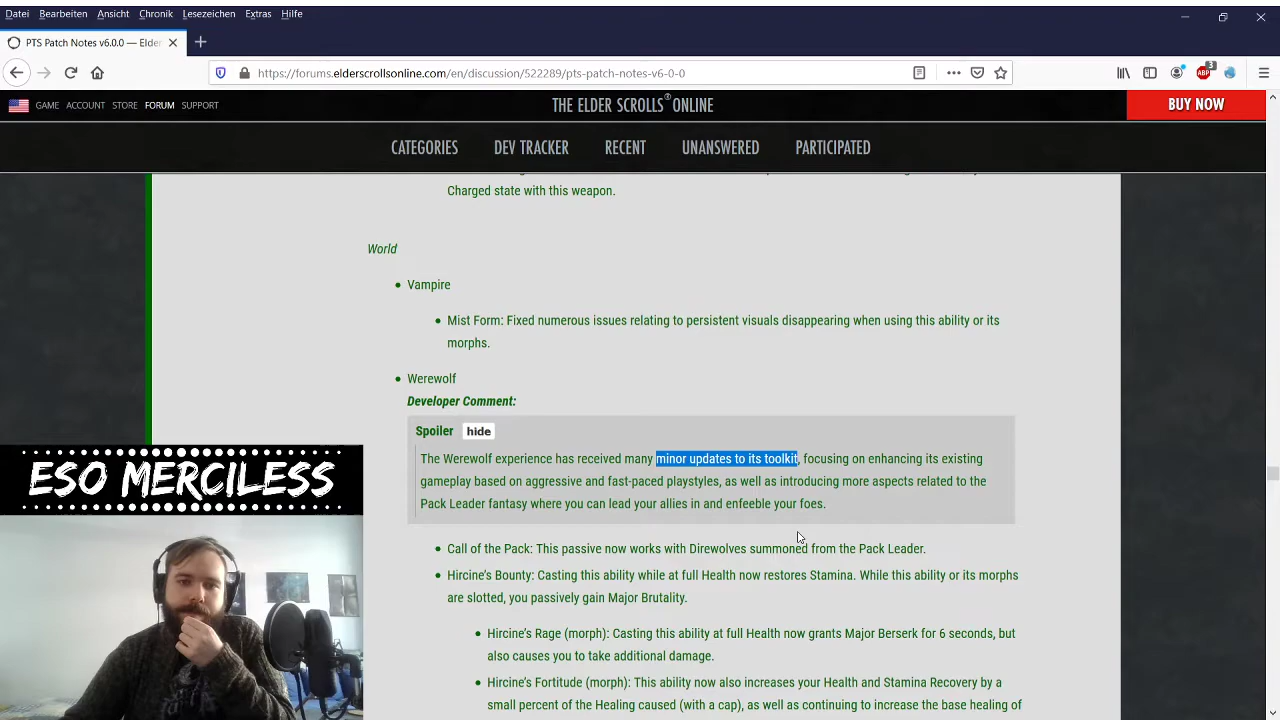 Datei Bearbeiten Ansicht Chronik Lesezeichen Extras Hilfe
PTS Patch Notes v6.0.0 — Elder
https://forums.elderscrollsonline.com/en/discussion/522289/pts-patch-notes-v6-0-0
ABP 3
GAME ACCOUNT STORE FORUM SUPPORT
THE ELDER SCROLLS® ONLINE
BUY NOW
CATEGORIES DEV TRACKER RECENT UNANSWERED PARTICIPATED
Charged state with this weapon.
World
Vampire
Mist Form: Fixed numerous issues relating to persistent visuals disappearing when using this ability or its
morphs.
Werewolf
Developer Comment:
Spoiler hide
The Werewolf experience has received many minor updates to its toolkit, focusing on enhancing its existing
gameplay based on aggressive and fast-paced playstyles, as well as introducing more aspects related to the
Pack Leader fantasy where you can lead your allies in and enfeeble your foes.
Call of the Pack: This passive now works with Direwolves summoned from the Pack Leader.
Hircine's Bounty: Casting this ability while at full Health now restores Stamina. While this ability or its morphs
are slotted, you passively gain Major Brutality.
Hircine's Rage (morph): Casting this ability at full Health now grants Major Berserk for 6 seconds, but
also causes you to take additional damage.
Hircine's Fortitude (morph): This ability now also increases your Health and Stamina Recovery by a
small percent of the Healing caused (with a cap), as well as continuing to increase the base healing of
ESO MERCILESS